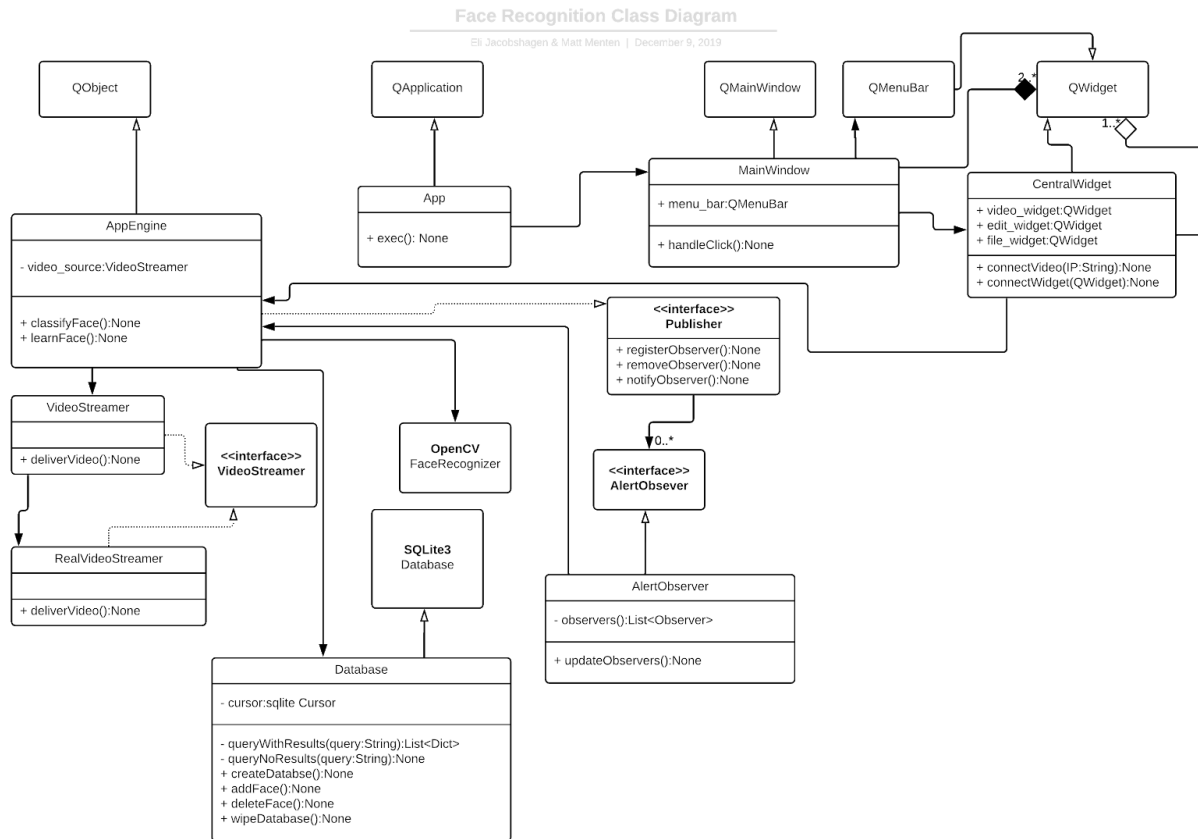 Face Recognition Class Diagram
Eli Jacobshagen & Matt Menten | December 9, 2019
QObject
QApplication
QMainWindow
QMenuBar
2..*
QWidget
1..*
AppEngine
- video_source:VideoStreamer
+ classifyFace():None
+ learnFace():None
App
+ exec(): None
MainWindow
+ menu_bar:QMenuBar
+ handleClick():None
CentralWidget
+ video_widget:QWidget
+ edit_widget:QWidget
+ file_widget:QWidget
+ connectVideo(IP:String):None
+ connectWidget(QWidget):None
<<interface>>
Publisher
+ registerObserver():None
+ removeObserver():None
+ notifyObserver():None
0..*
VideoStreamer
+ deliverVideo():None
<<interface>>
VideoStreamer
OpenCV
FaceRecognizer
<<interface>>
AlertObsever
RealVideoStreamer
+ deliverVideo():None
SQLite3
Database
AlertObserver
- observers():List<Observer>
+ updateObservers():None
Database
- cursor:sqlite Cursor
- queryWithResults(query:String):List<Dict>
- queryNoResults(query:String):None
+ createDatabse():None
+ addFace():None
+ deleteFace():None
+ wipeDatabase():None